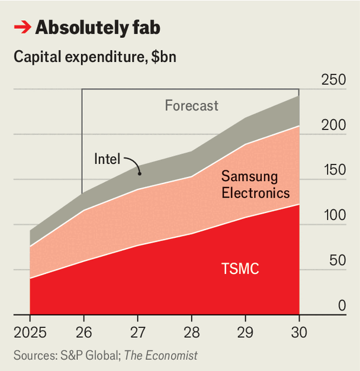 → Absolutely fab
Capital expenditure, $bn
250
Forecast
200
Intel
150
Samsung
Electronics
100
50
TSMC
0
2025 26 27 28 29 30
Sources: S&P Global; The Economist